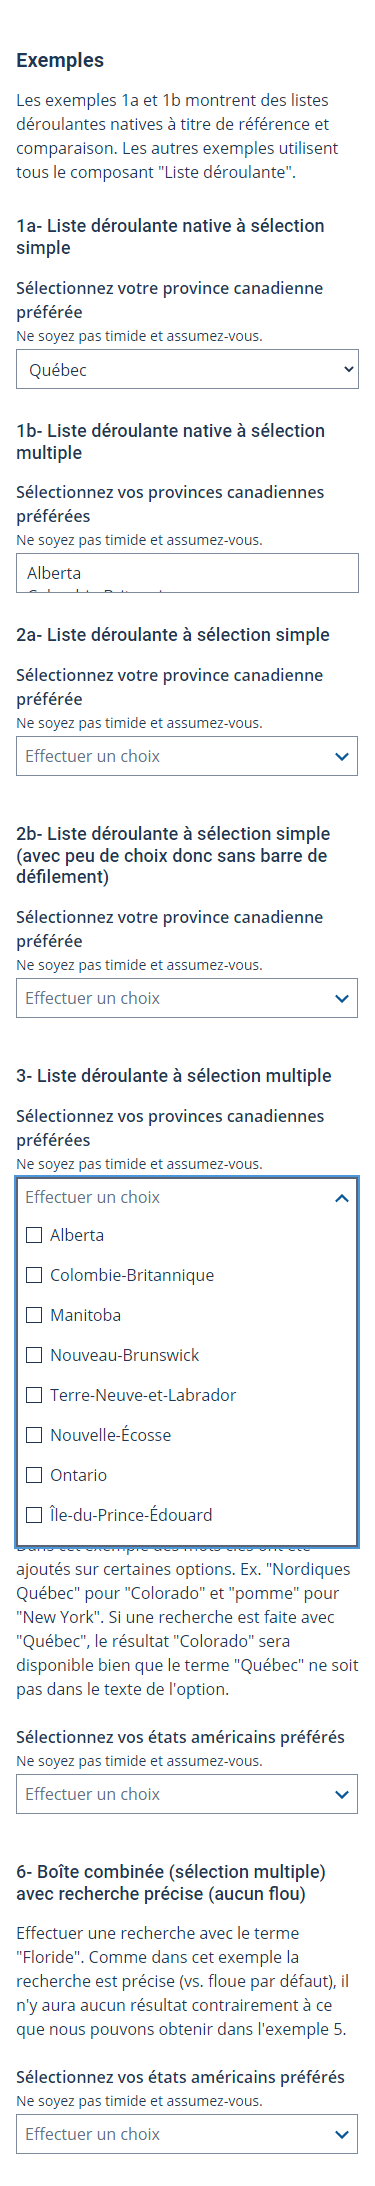 Exemples
Les exemples 1a et 1b montrent des listes
déroulantes natives à titre de référence et
comparaison. Les autres exemples utilisent
tous le composant "Liste déroulante".
1a- Liste déroulante native à sélection
simple
Sélectionnez votre province canadienne
préférée
Ne soyez pas timide et assumez-vous.
Québec
1b- Liste déroulante native à sélection
multiple
Sélectionnez vos provinces canadiennes
préférées
Ne soyez pas timide et assumez-vous.
Alberta
2a- Liste déroulante à sélection simple
Sélectionnez votre province canadienne
préférée
Ne soyez pas timide et assumez-vous.
Effectuer un choix
2b- Liste déroulante à sélection simple
(avec peu de choix donc sans barre de
défilement)
Sélectionnez votre province canadienne
préférée
Ne soyez pas timide et assumez-vous.
Effectuer un choix
3- Liste déroulante à sélection multiple
Sélectionnez vos provinces canadiennes
préférées
Ne soyez pas timide et assumez-vous.
Effectuer un choix
Alberta
Colombie-Britannique
Manitoba
Nouveau-Brunswick
Terre-Neuve-et-Labrador
Nouvelle-Écosse
Ontario
Île-du-Prince-Édouard
ajoutés sur certaines options. Ex. "Nordiques
Québec" pour "Colorado" et "pomme" pour
"New York". Si une recherche est faite avec
"Québec", le résultat "Colorado" sera
disponible bien que le terme "Québec" ne soit
pas dans le texte de l'option.
Sélectionnez vos états américains préférés
Ne soyez pas timide et assumez-vous.
Effectuer un choix
6- Boîte combinée (sélection multiple)
avec recherche précise (aucun flou)
Effectuer une recherche avec le terme
"Floride". Comme dans cet exemple la
recherche est précise (vs. floue par défaut), il
n'y aura aucun résultat contrairement à ce
que nous pouvons obtenir dans l'exemple 5.
Sélectionnez vos états américains préférés
Ne soyez pas timide et assumez-vous.
Effectuer un choix